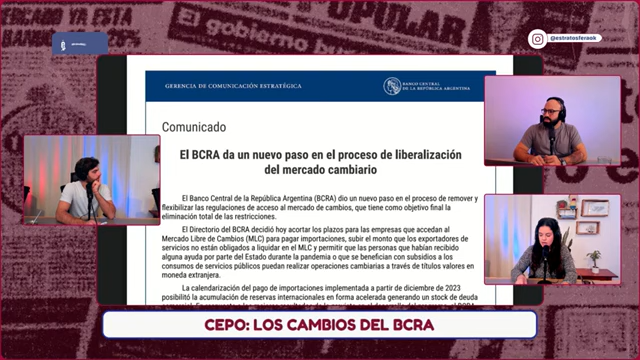 MERCADO YA ESTA
El gobierno
POPULAR
@estratosferaok
GERENCIA DE COMUNICACIÓN ESTRATÉGICA
BANCO CENTRAL
DE LA REPÚBLICA ARGENTINA
Comunicado
El BCRA da un nuevo paso en el proceso de liberalización
del mercado cambiario
El Banco Central de la República Argentina (BCRA) dio un nuevo paso en el proceso de remover y
flexibilizar las regulaciones de acceso al mercado de cambios, que tiene como objetivo final la
eliminación total de las restricciones.
El Directorio del BCRA decidió hoy acortar los plazos para las empresas que accedan al
Mercado Libre de Cambios (MLC) para pagar importaciones, subir el monto que los exportadores de
servicios no están obligados a liquidar en el MLC y permitir que las personas que habían recibido
alguna ayuda por parte del Estado durante la pandemia o que se benefician con subsidios a los
consumos de servicios públicos puedan realizar operaciones cambiarias a través de títulos valores en
moneda extranjera.
La calendarización del pago de importaciones implementada a partir de diciembre de 2023
posibilitó la acumulación de reservas internacionales en forma acelerada generando un stock de deuda
CEPO: LOS CAMBIOS DEL BCRA